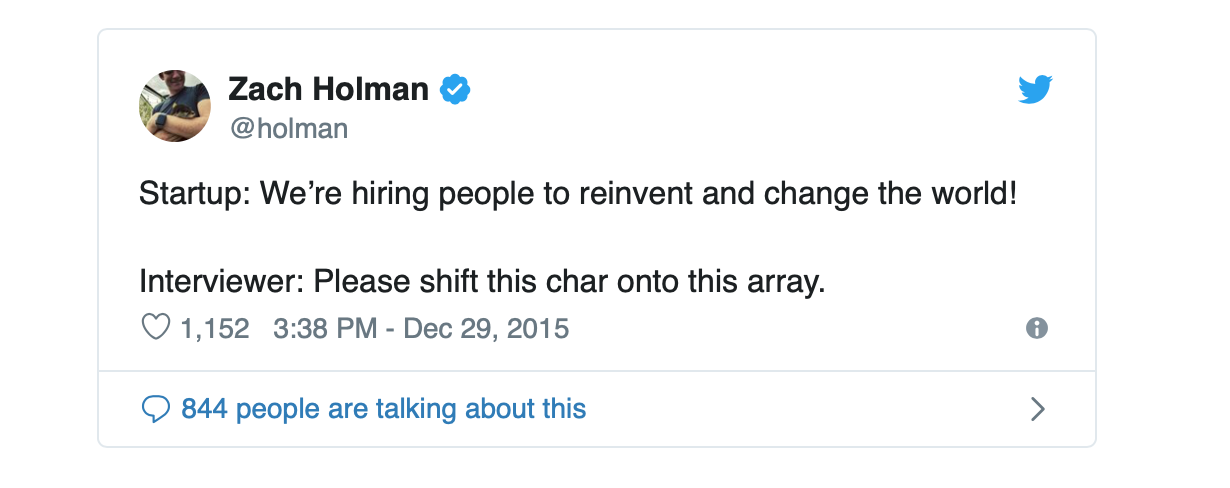 Zach Holman
@holman
Startup: We’re hiring people to reinvent and change the world!
Interviewer: Please shift this char onto this array.
1,152 3:38 PM - Dec 29, 2015
844 people are talking about this